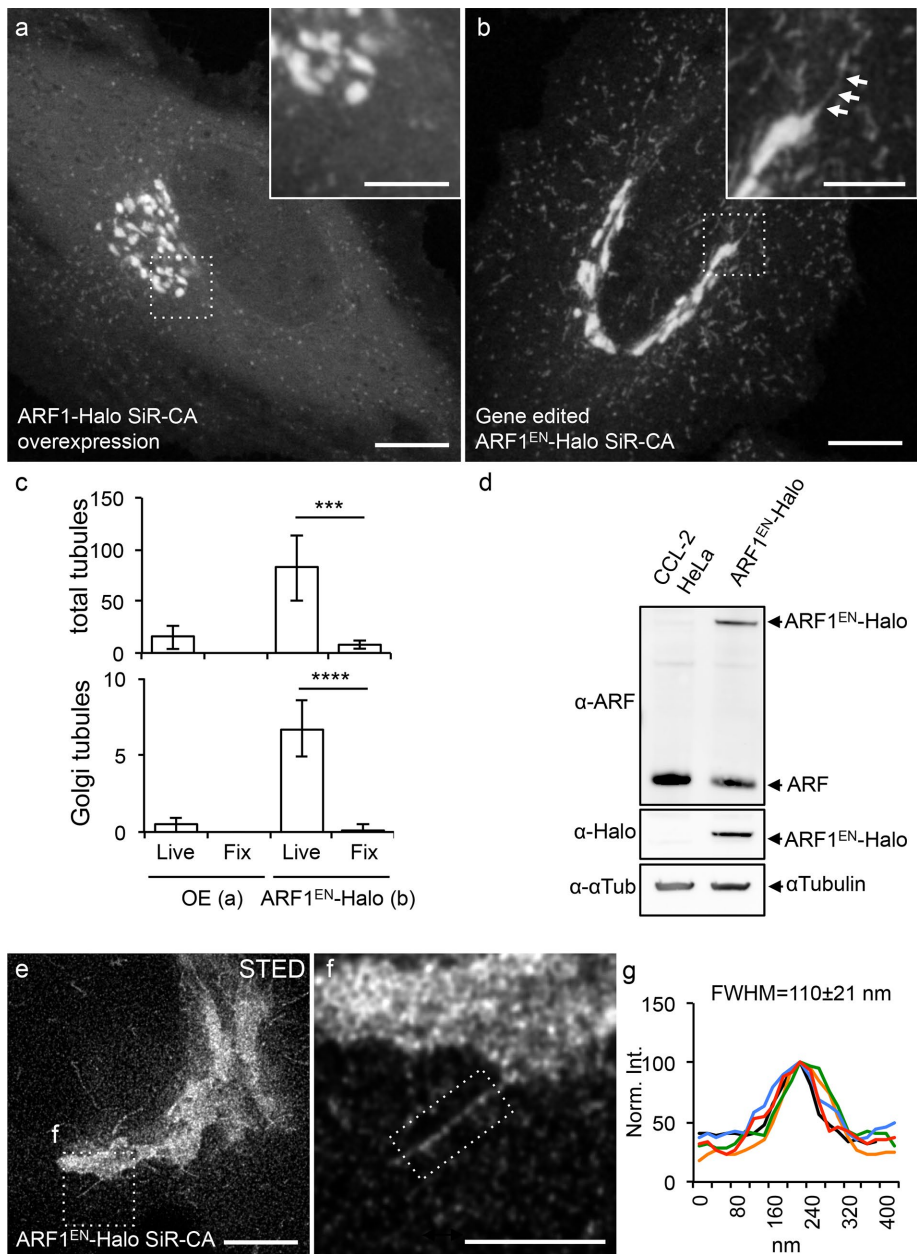 a
ARF1-Halo SiR-CA
overexpression
b
Gene edited
ARF1EN-Halo SiR-CA
c
total tubules
150
100
50
0
***
Golgi tubules
10
5
0
****
Live Fix Live Fix
OE (a) ARF1EN-Halo (b)
d
CCL-2
HeLa
ARF1EN-Halo
α-ARF
ARF1EN-Halo
ARF
α-Halo
ARF1EN-Halo
α-αTub
αTubulin
e
STED
f
ARF1EN-Halo SiR-CA
f
g
FWHM=110±21 nm
Norm. Int.
150
100
50
0
0 80 160 240 320 400
nm